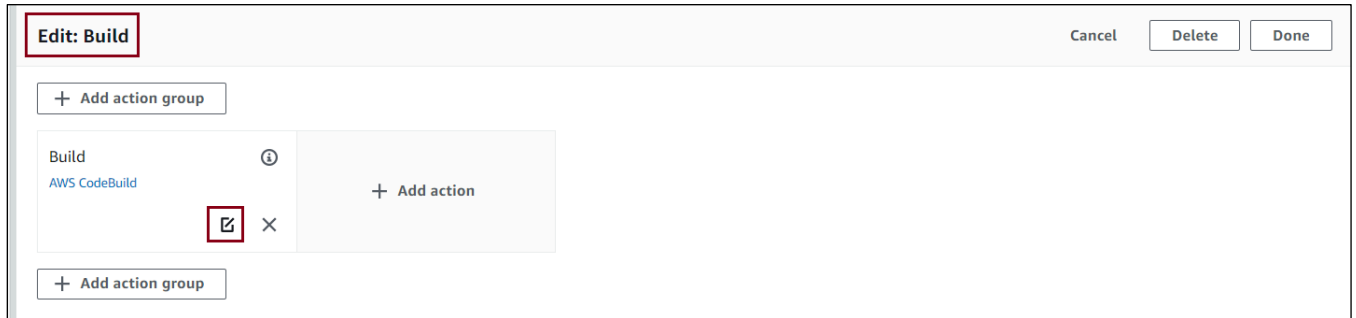 Edit: Build
Cancel
Delete
Done
+ Add action group
Build
AWS CodeBuild
+ Add action
+ Add action group